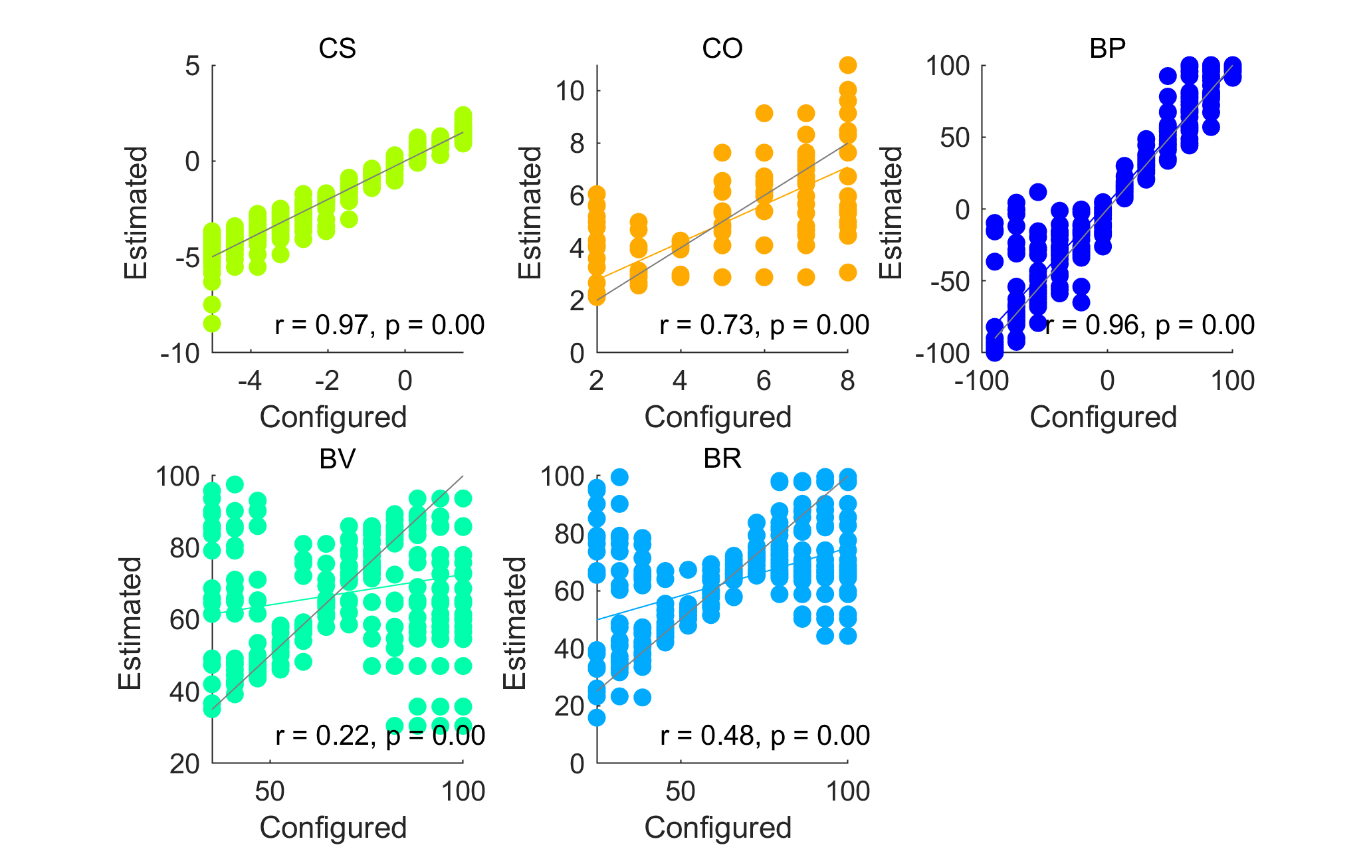 CS
5
0
-5
-10
Estimated
-4
-2
0
Configured
r = 0.97, p = 0.00
CO
10
8
6
4
2
0
Estimated
2
4
6
8
Configured
r = 0.73, p = 0.00
BP
100
50
0
-50
-100
Estimated
-100
0
100
Configured
r = 0.96, p = 0.00
BV
100
80
60
40
20
Estimated
50
100
Configured
r = 0.22, p = 0.00
BR
100
80
60
40
20
0
Estimated
50
100
Configured
r = 0.48, p = 0.00